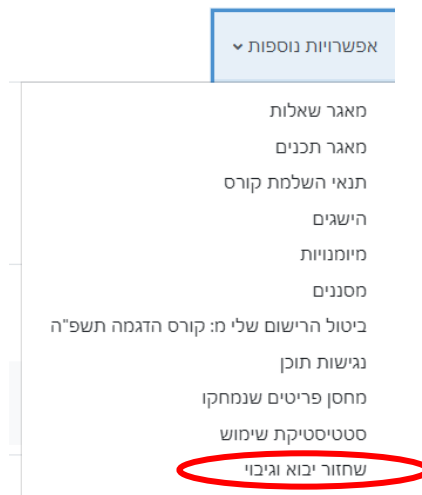 אפשרויות נוספות
מאגר שאלות
מאגר תכנים
תנאי השלמת קורס
הישגים
מיומנויות
מסננים
ביטול הרישום שלי מ: קורס הדגמה תשפ"ה
נגישות תוכן
מחסן פריטים שנמחקו
סטטיסטיקת שימוש
שחזור יבוא וגיבוי